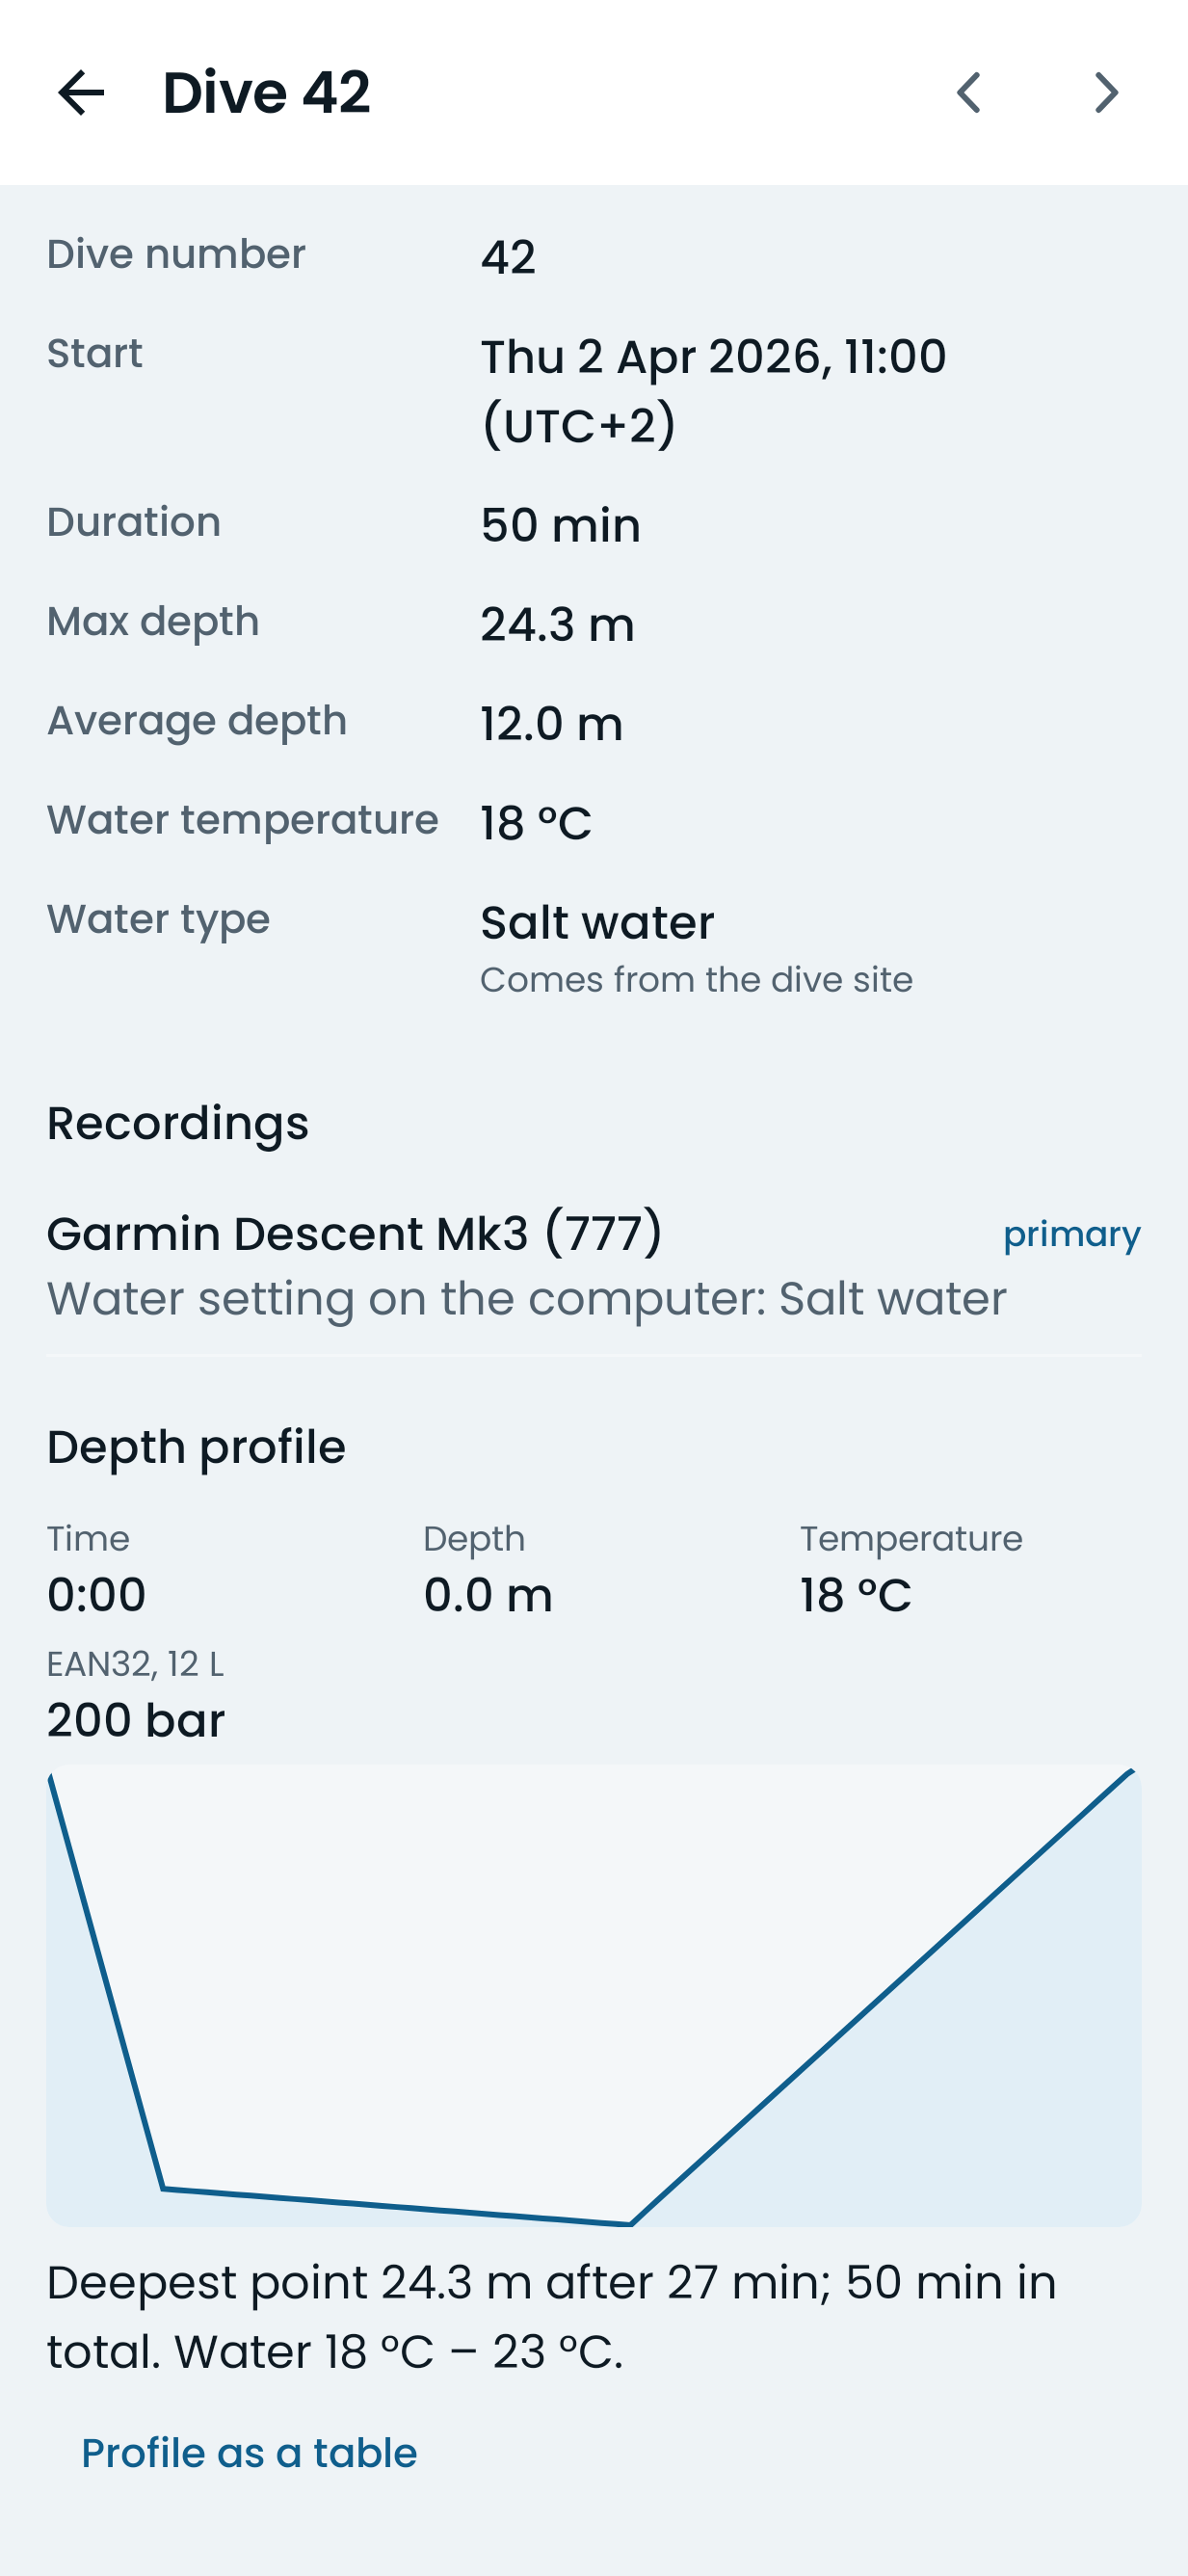 Dive 42
Dive number 42
Start Thu 2 Apr 2026, 11:00
(UTC+2)
Duration 50 min
Max depth 24.3 m
Average depth 12.0 m
Water temperature 18 °C
Water type Salt water
Comes from the dive site
Recordings
Garmin Descent Mk3 (777) primary
Water setting on the computer: Salt water
Depth profile
Time Depth Temperature
0:00 0.0 m 18 °C
EAN32, 12 L
200 bar
Deepest point 24.3 m after 27 min; 50 min in
total. Water 18 °C – 23 °C.
Profile as a table